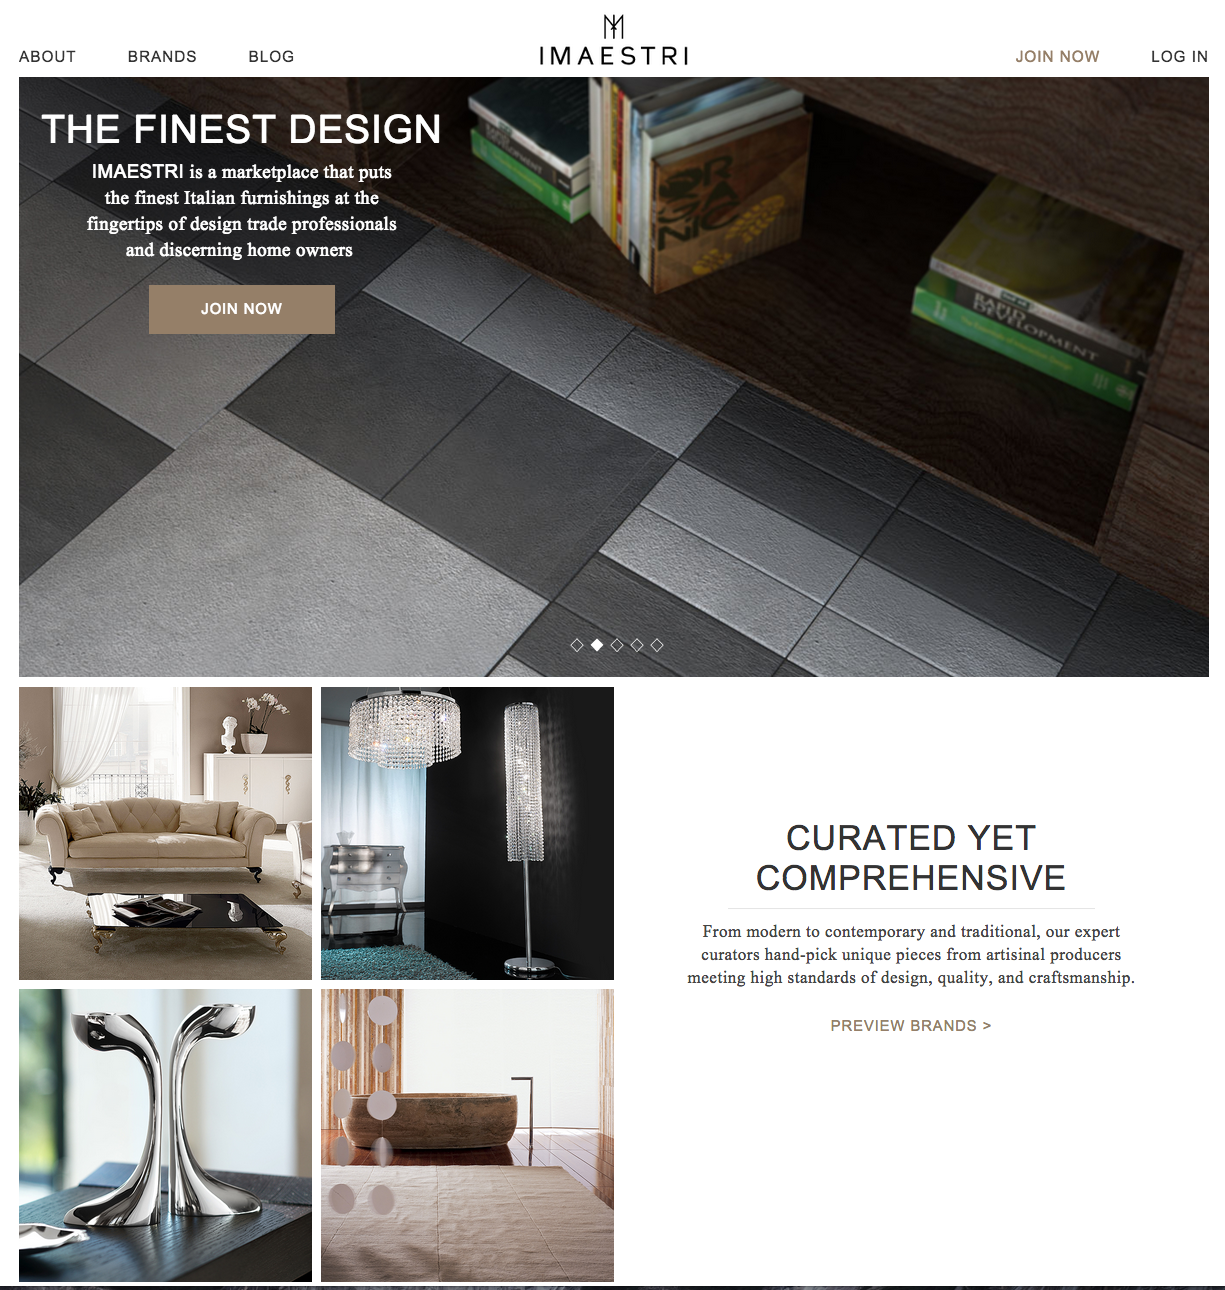 IMAESTRI
ABOUT
BRANDS
BLOG
JOIN NOW
LOG IN
THE FINEST DESIGN
IMAESTRI is a marketplace that puts
the finest Italian furnishings at the
fingertips of design trade professionals
and discerning home owners
JOIN NOW
OR
GA
NIC
RAPID
DEVELOPMENT
CURATED YET
COMPREHENSIVE
From modern to contemporary and traditional, our expert
curators hand-pick unique pieces from artisinal producers
meeting high standards of design, quality, and craftsmanship.
PREVIEW BRANDS >